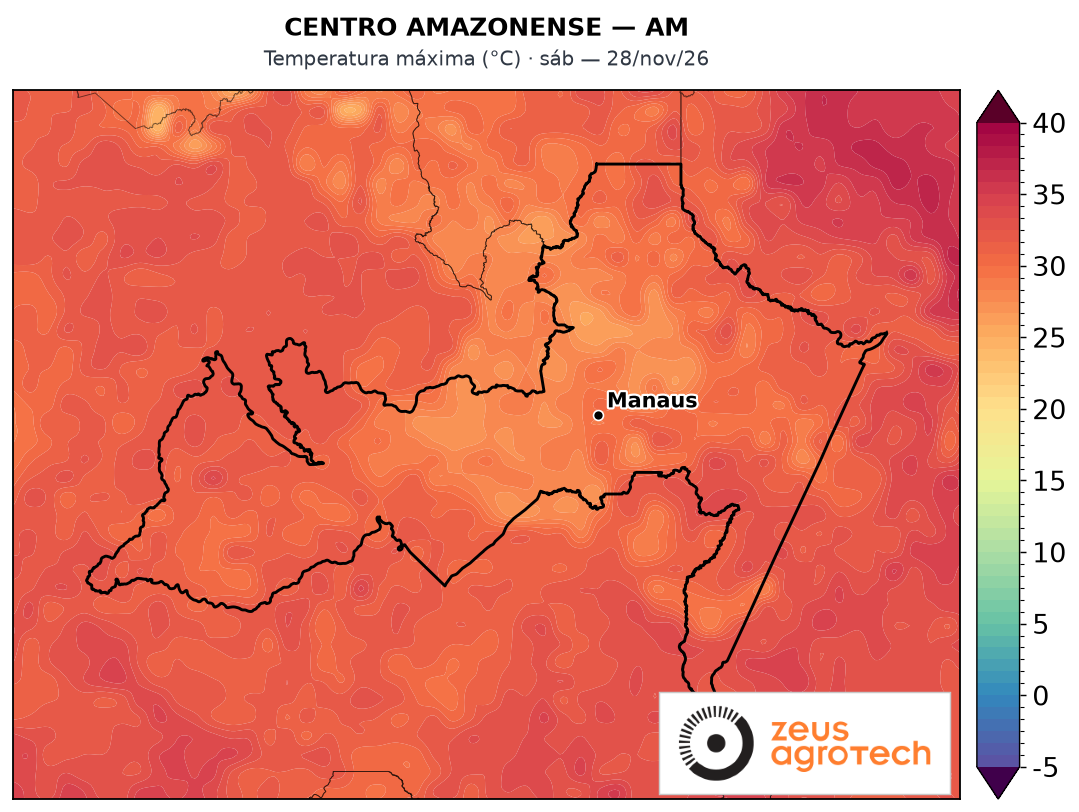 CENTRO AMAZONENSE — AM
Temperatura máxima (°C) · sáb — 28/nov/26
40
35
30
25
20
15
10
5
0
-5
Manaus
zeus
agrotech